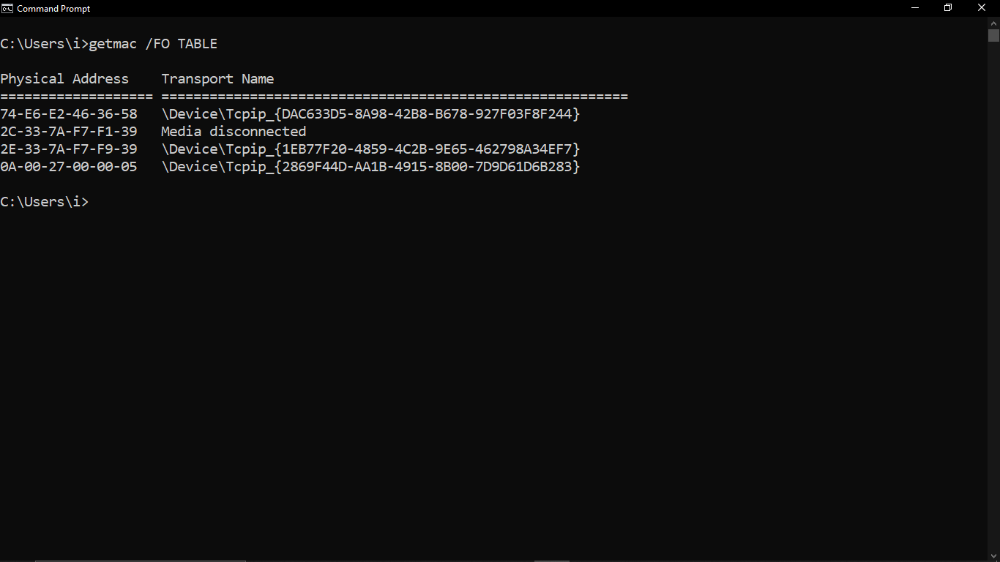 Command Prompt
C:\Users\i>getmac /FO TABLE
Physical Address    Transport Name
=================== ==========================================================
74-E6-E2-46-36-58   \Device\Tcpip_{DAC633D5-8A98-42B8-B678-927F03F8F244}
2C-33-7A-F7-F1-39   Media disconnected
2E-33-7A-F7-F9-39   \Device\Tcpip_{1EB77F20-4859-4C2B-9E65-462798A34EF7}
0A-00-27-00-00-05   \Device\Tcpip_{2869F44D-AA1B-4915-8B00-7D9D61D6B283}
C:\Users\i>